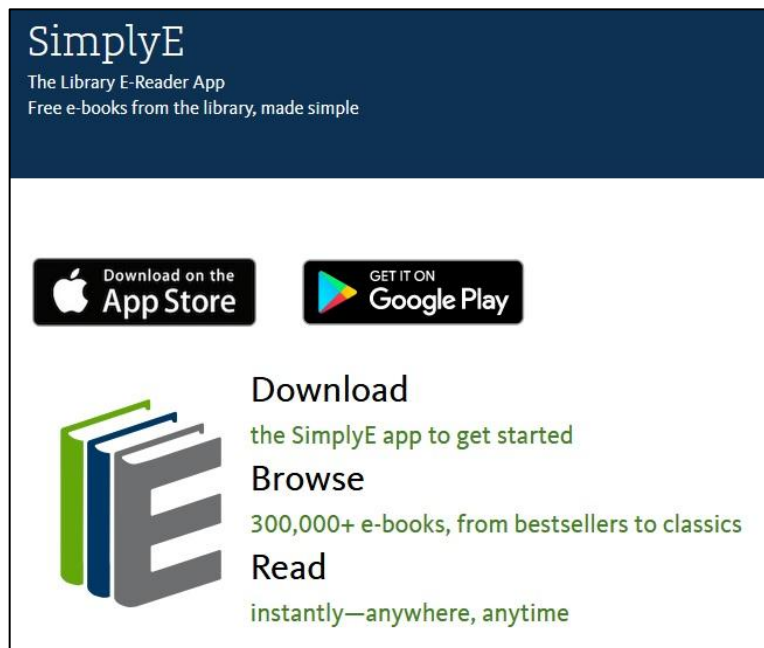 SimplyE
The Library E-Reader App
Free e-books from the library, made simple
Download on the
App Store
GET IT ON
Google Play
Download
the SimplyE app to get started
Browse
300,000+ e-books, from bestsellers to classics
Read
instantly—anywhere, anytime
E